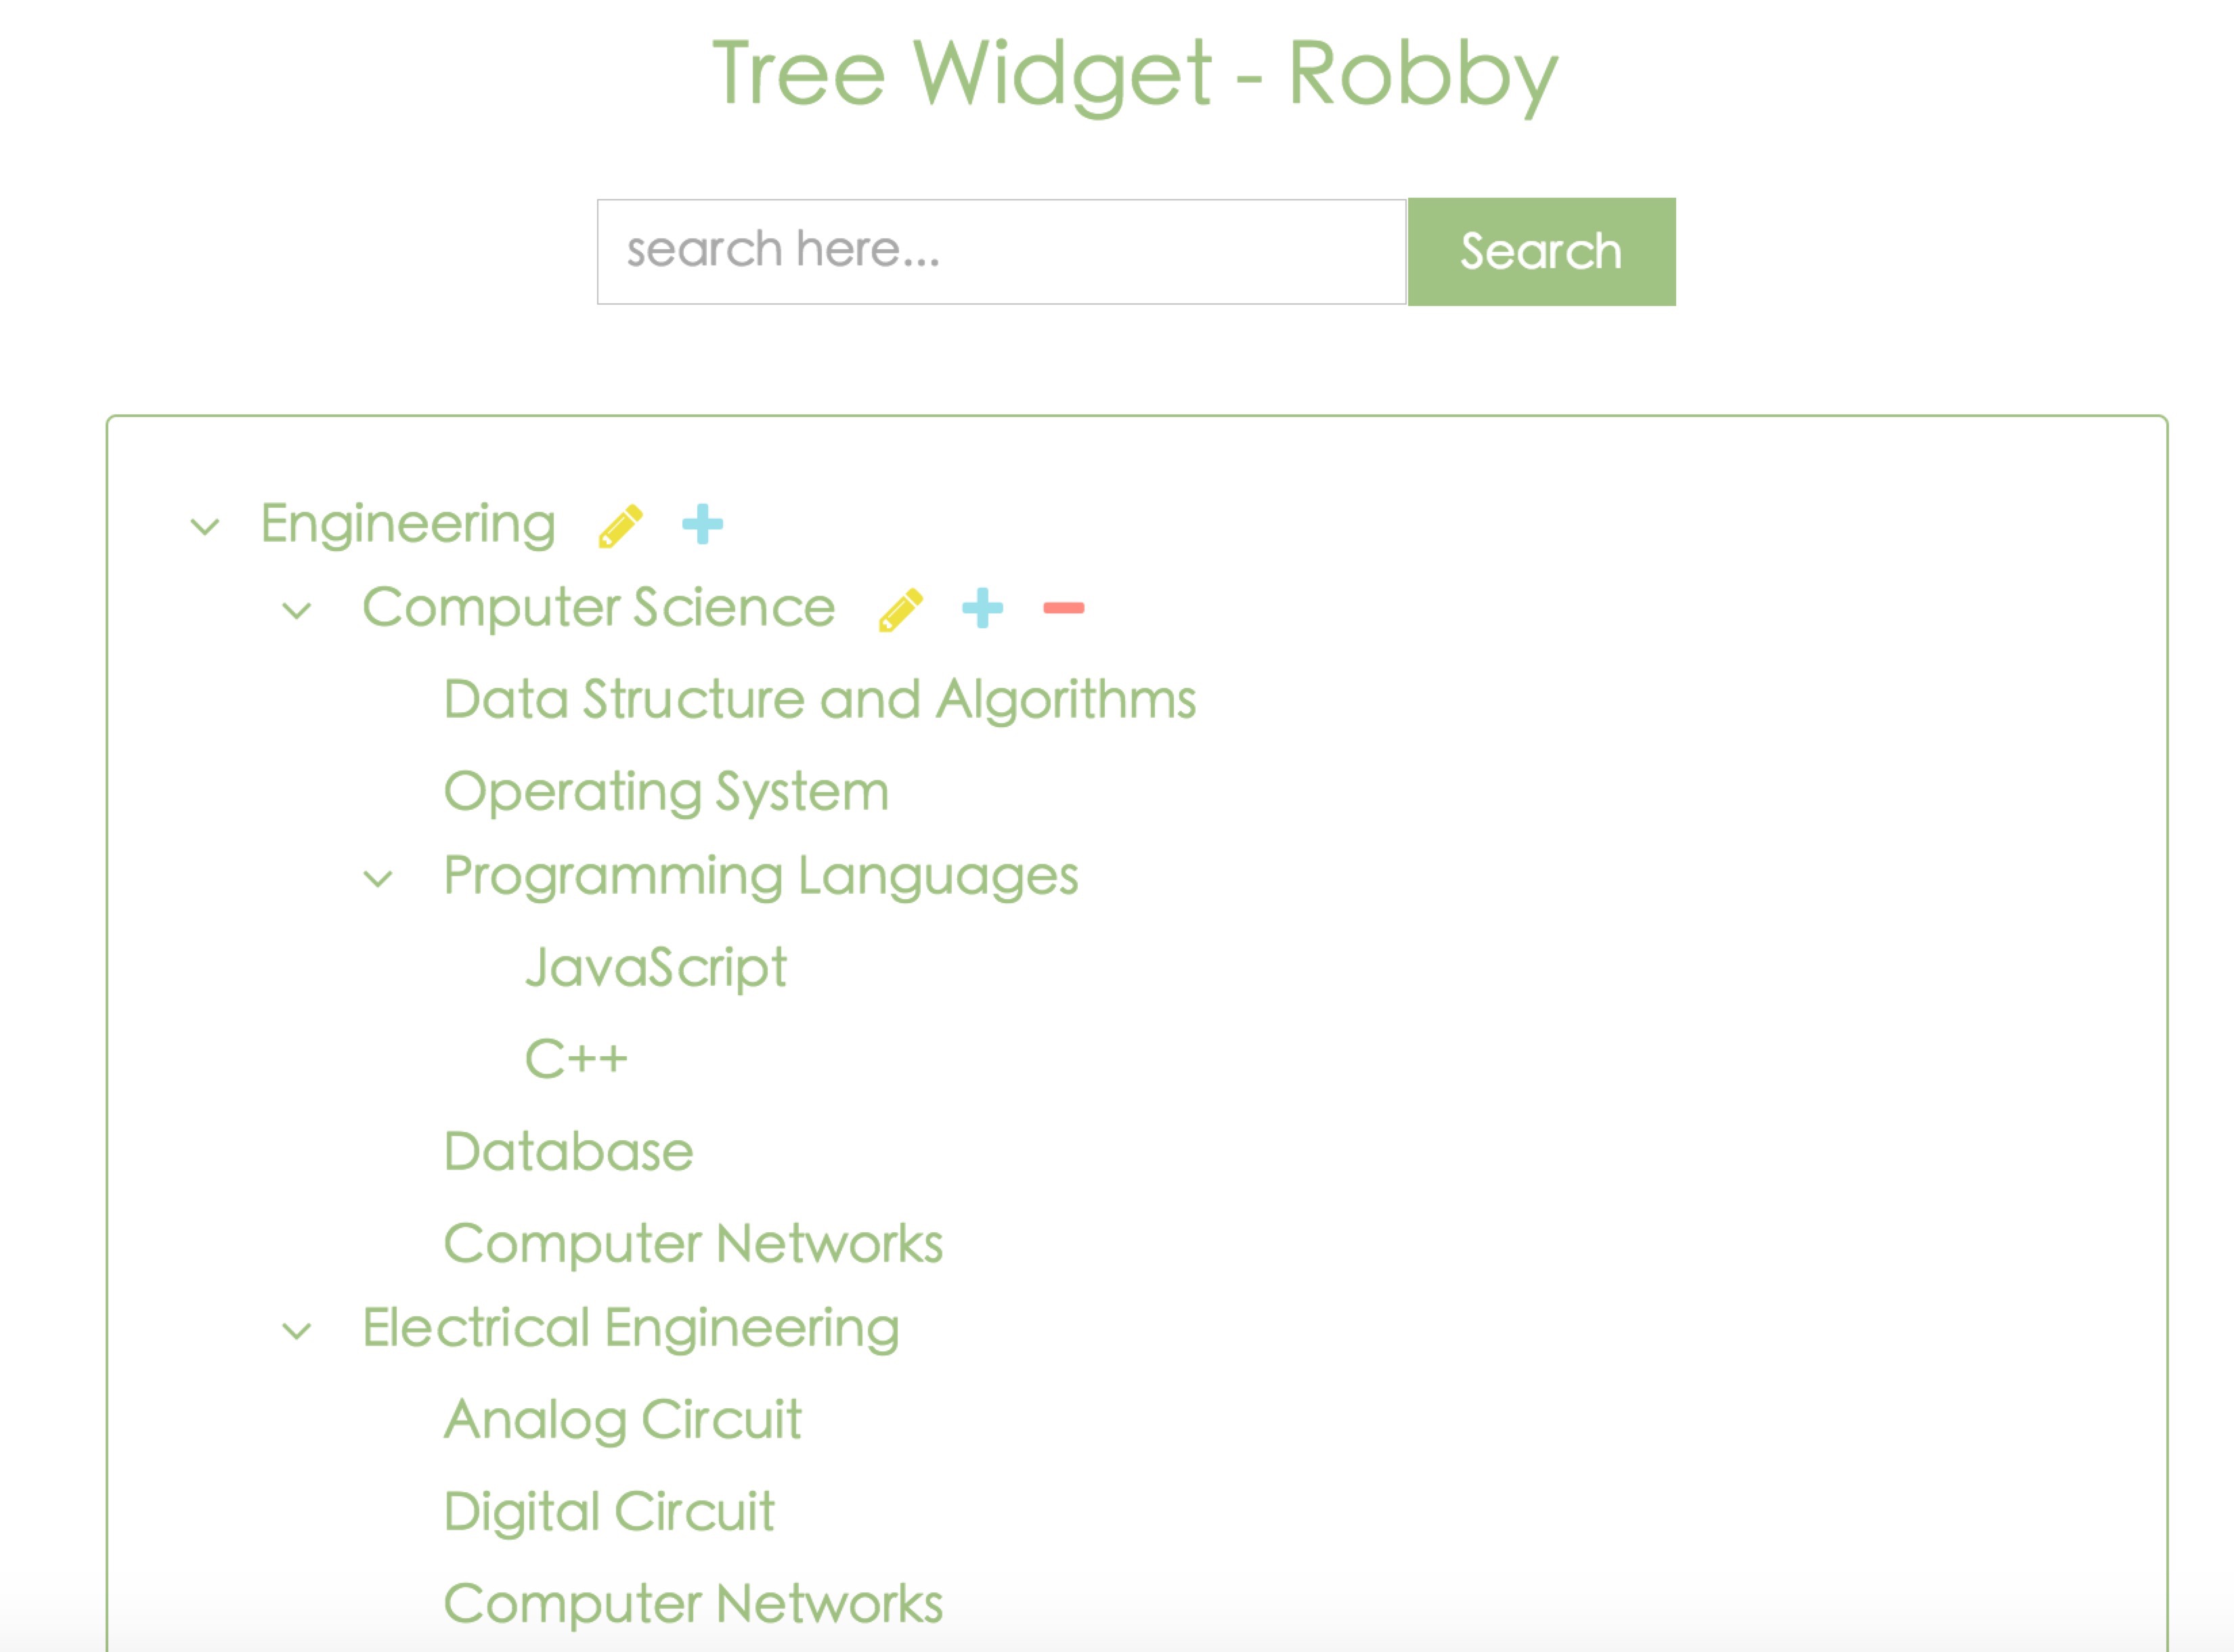 Tree Widget - Robby
search here...
Search
Engineering
Computer Science
Data Structure and Algorithms
Operating System
Programming Languages
JavaScript
C++
Database
Computer Networks
Electrical Engineering
Analog Circuit
Digital Circuit
Computer Networks